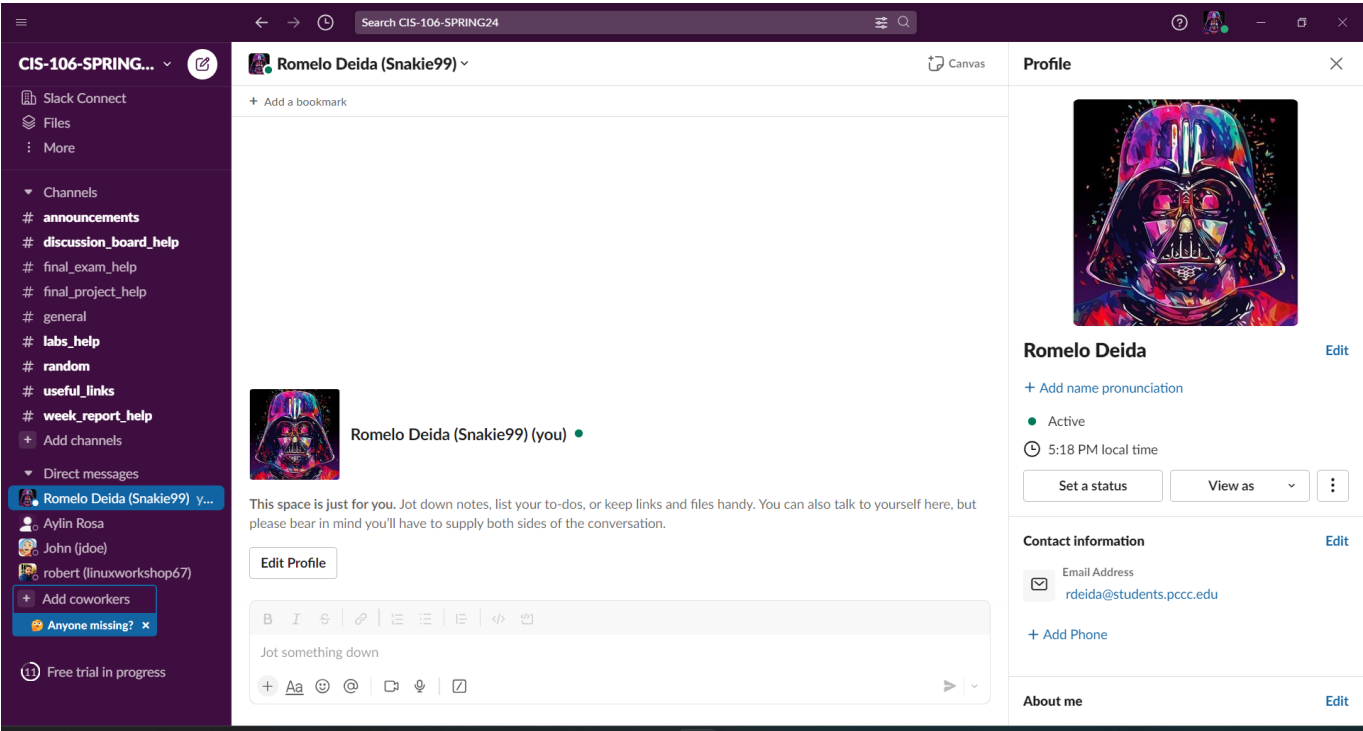 Search CIS-106-SPRING24
CIS-106-SPRING...
Slack Connect
Files
More
Channels
# announcements
# discussion_board_help
# final_exam_help
# final_project_help
# general
# labs_help
# random
# useful_links
# week_report_help
+ Add channels
Direct messages
Romelo Deida (Snakie99) y...
Aylin Rosa
John (jdoe)
robert (linuxworkshop67)
+ Add coworkers
Anyone missing? ×
11 Free trial in progress
Romelo Deida (Snakie99)
Canvas
+ Add a bookmark
Romelo Deida (Snakie99) (you)
This space is just for you. Jot down notes, list your to-dos, or keep links and files handy. You can also talk to yourself here, but
please bear in mind you’ll have to supply both sides of the conversation.
Edit Profile
B I S
Jot something down
+ Aa @
Profile
Romelo Deida Edit
+ Add name pronunciation
Active
5:18 PM local time
Set a status View as
Contact information Edit
Email Address
rdeida@students.pccc.edu
+ Add Phone
About me Edit